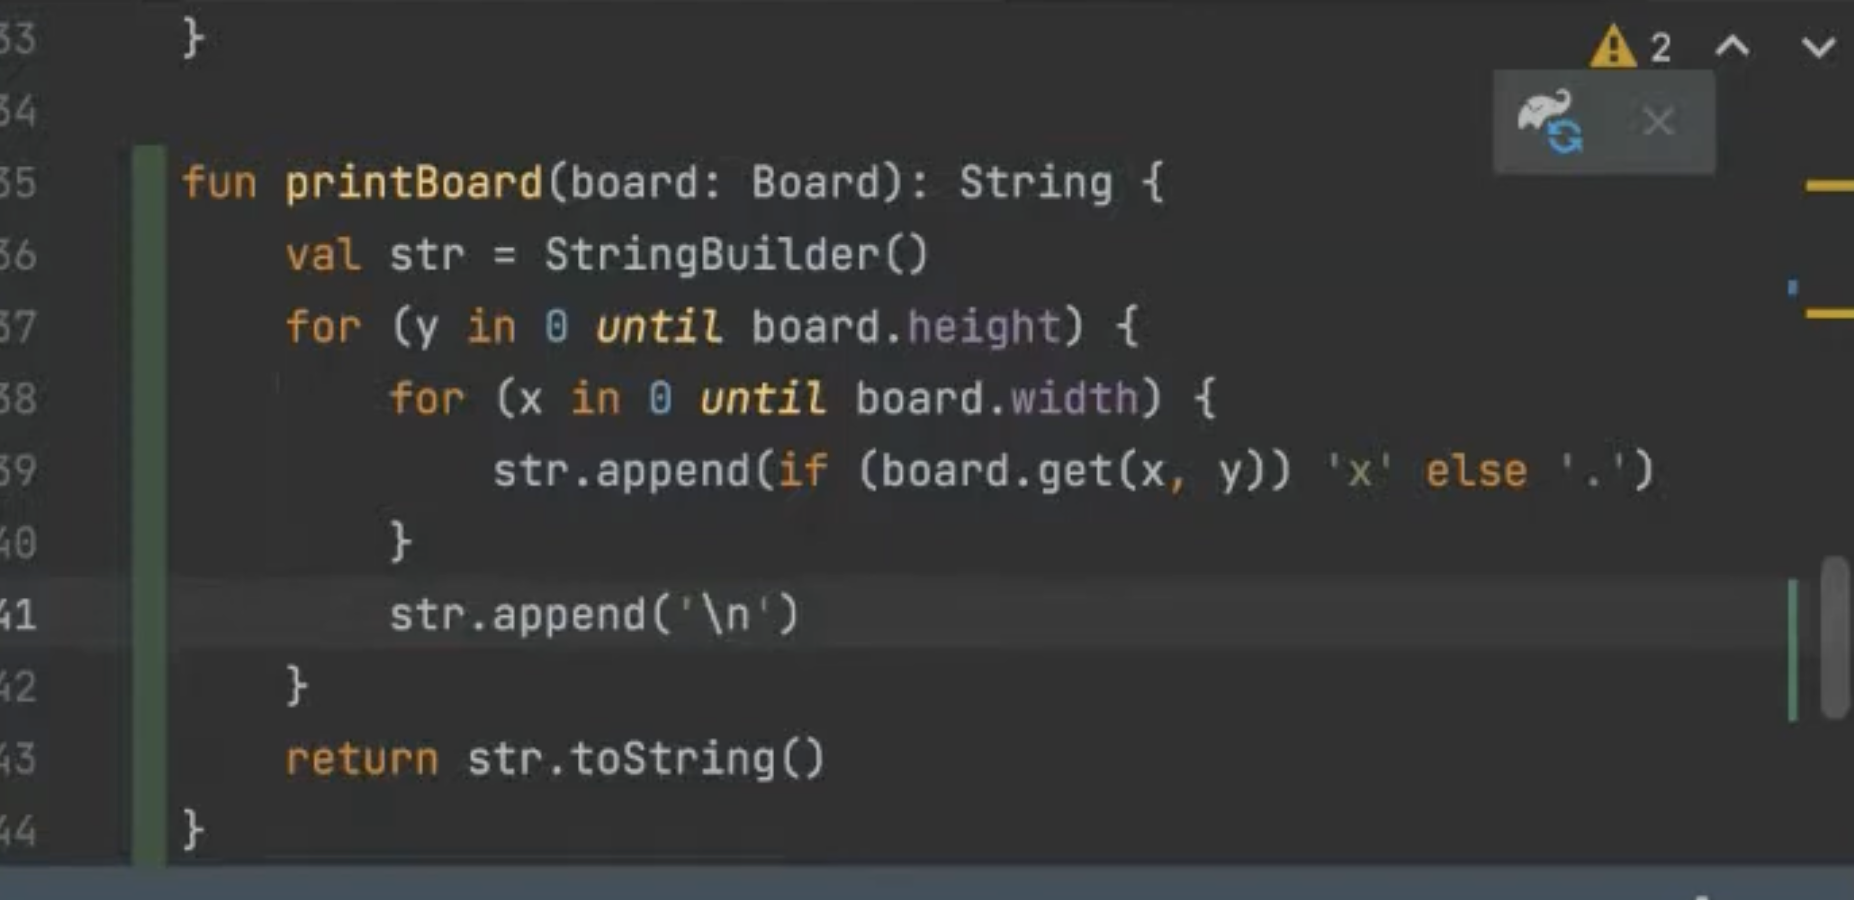 33 }
2
34
35 fun printBoard(board: Board): String {
36     val str = StringBuilder()
37     for (y in 0 until board.height) {
38         for (x in 0 until board.width) {
39             str.append(if (board.get(x, y)) 'x' else '.')
40         }
41         str.append('\n')
42     }
43     return str.toString()
44 }